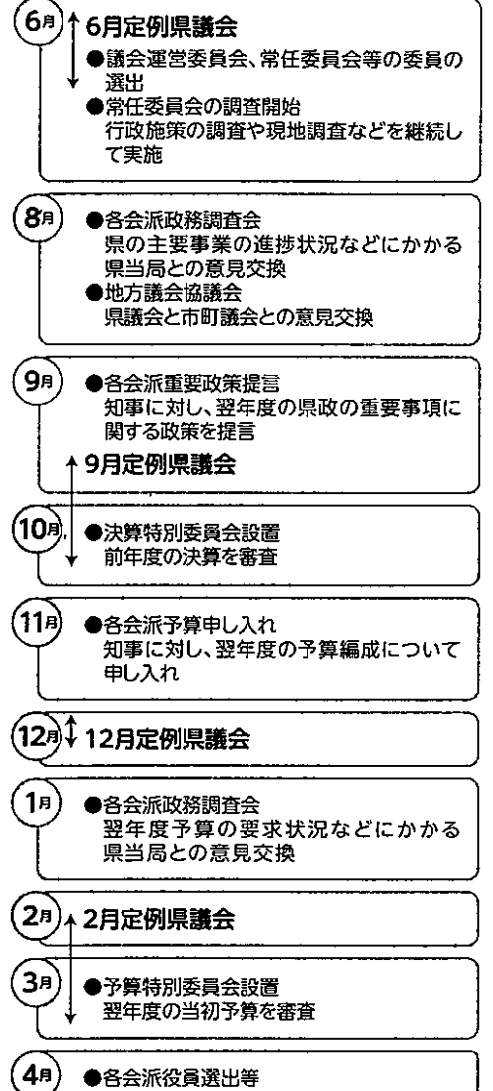 6月
6月定例県議会
●議会運営委員会、常任委員会等の委員の
選出
●常任委員会の調査開始
行政施策の調査や現地調査などを継続し
て実施
8月
●各会派政務調査会
県の主要事業の進捗状況などにかかる
県当局との意見交換
●地方議会協議会
県議会と市町議会との意見交換
9月
●各会派重要政策提言
知事に対し、翌年度の県政の重要事項に
関する政策を提言
9月定例県議会
10月
●決算特別委員会設置
前年度の決算を審査
11月
●各会派予算申し入れ
知事に対し、翌年度の予算編成について
申し入れ
12月
12月定例県議会
1月
●各会派政務調査会
翌年度予算の要求状況などにかかる
県当局との意見交換
2月
2月定例県議会
3月
●予算特別委員会設置
翌年度の当初予算を審査
4月
●各会派役員選出等